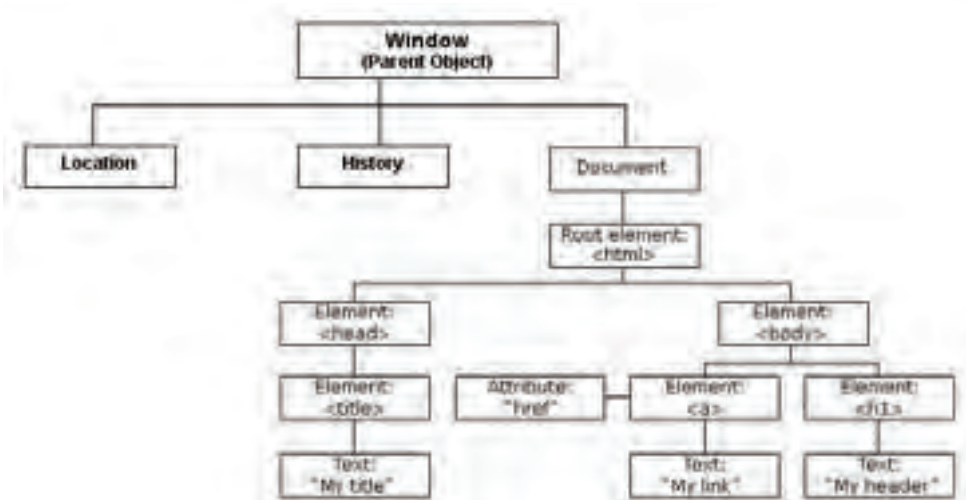 Window
(Parent Object)
Location
History
Document
Root element:
<html>
Element:
<head>
Element:
<body>
Element:
<title>
Attribute:
"href"
Element:
<a>
Element:
<h1>
Text:
"My title"
Text:
"My link"
Text:
"My header"